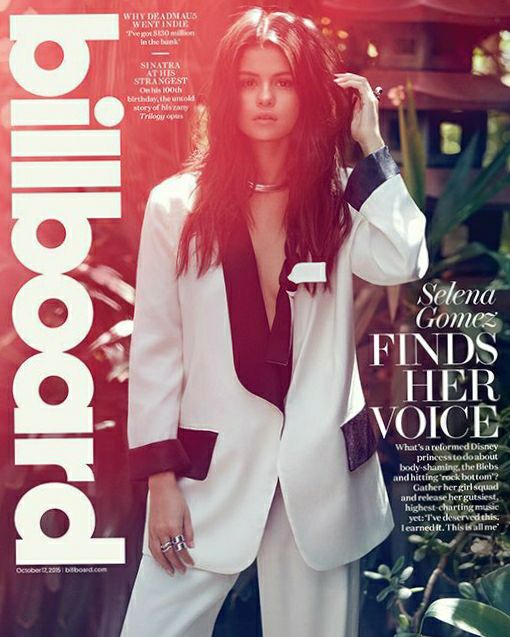 billboard
WHY DEADMAU5
WENT INDIE
‘I’ve got $130 million
in the bank’
SINATRA
AT HIS
STRANGEST
On his 100th
birthday, the untold
story of his zany
Trilogy opus
Selena
Gomez
FINDS
HER
VOICE
What’s a reformed Disney
princess to do about
body-shaming, the Biebs
and hitting ‘rock bottom’?
Gather her girl squad
and release her gutsiest,
highest-charting music
yet: ‘I’ve deserved this.
I earned it. This is all me’
October 17, 2015 | billboard.com